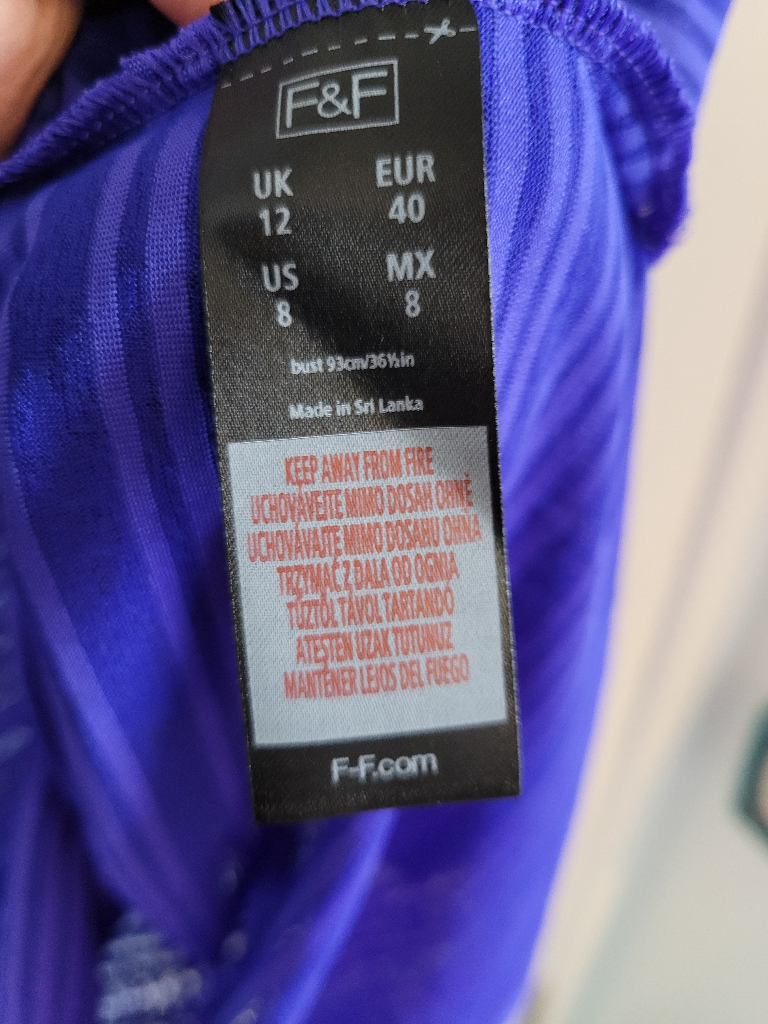 F&F
UK EUR
12 40
US MX
8 8
bust 93cm/36½in
Made in Sri Lanka
KEEP AWAY FROM FIRE
UCHOVÁVEJTE MIMO DOSAH OHNĚ
UCHOVÁVAJTE MIMO DOSAHU OHŇA
TRZYMAĆ Z DALA OD OGNIA
TŰZTŐL TÁVOL TARTANDÓ
ATEŞTEN UZAK TUTUNUZ
MANTENER LEJOS DEL FUEGO
F-F.com